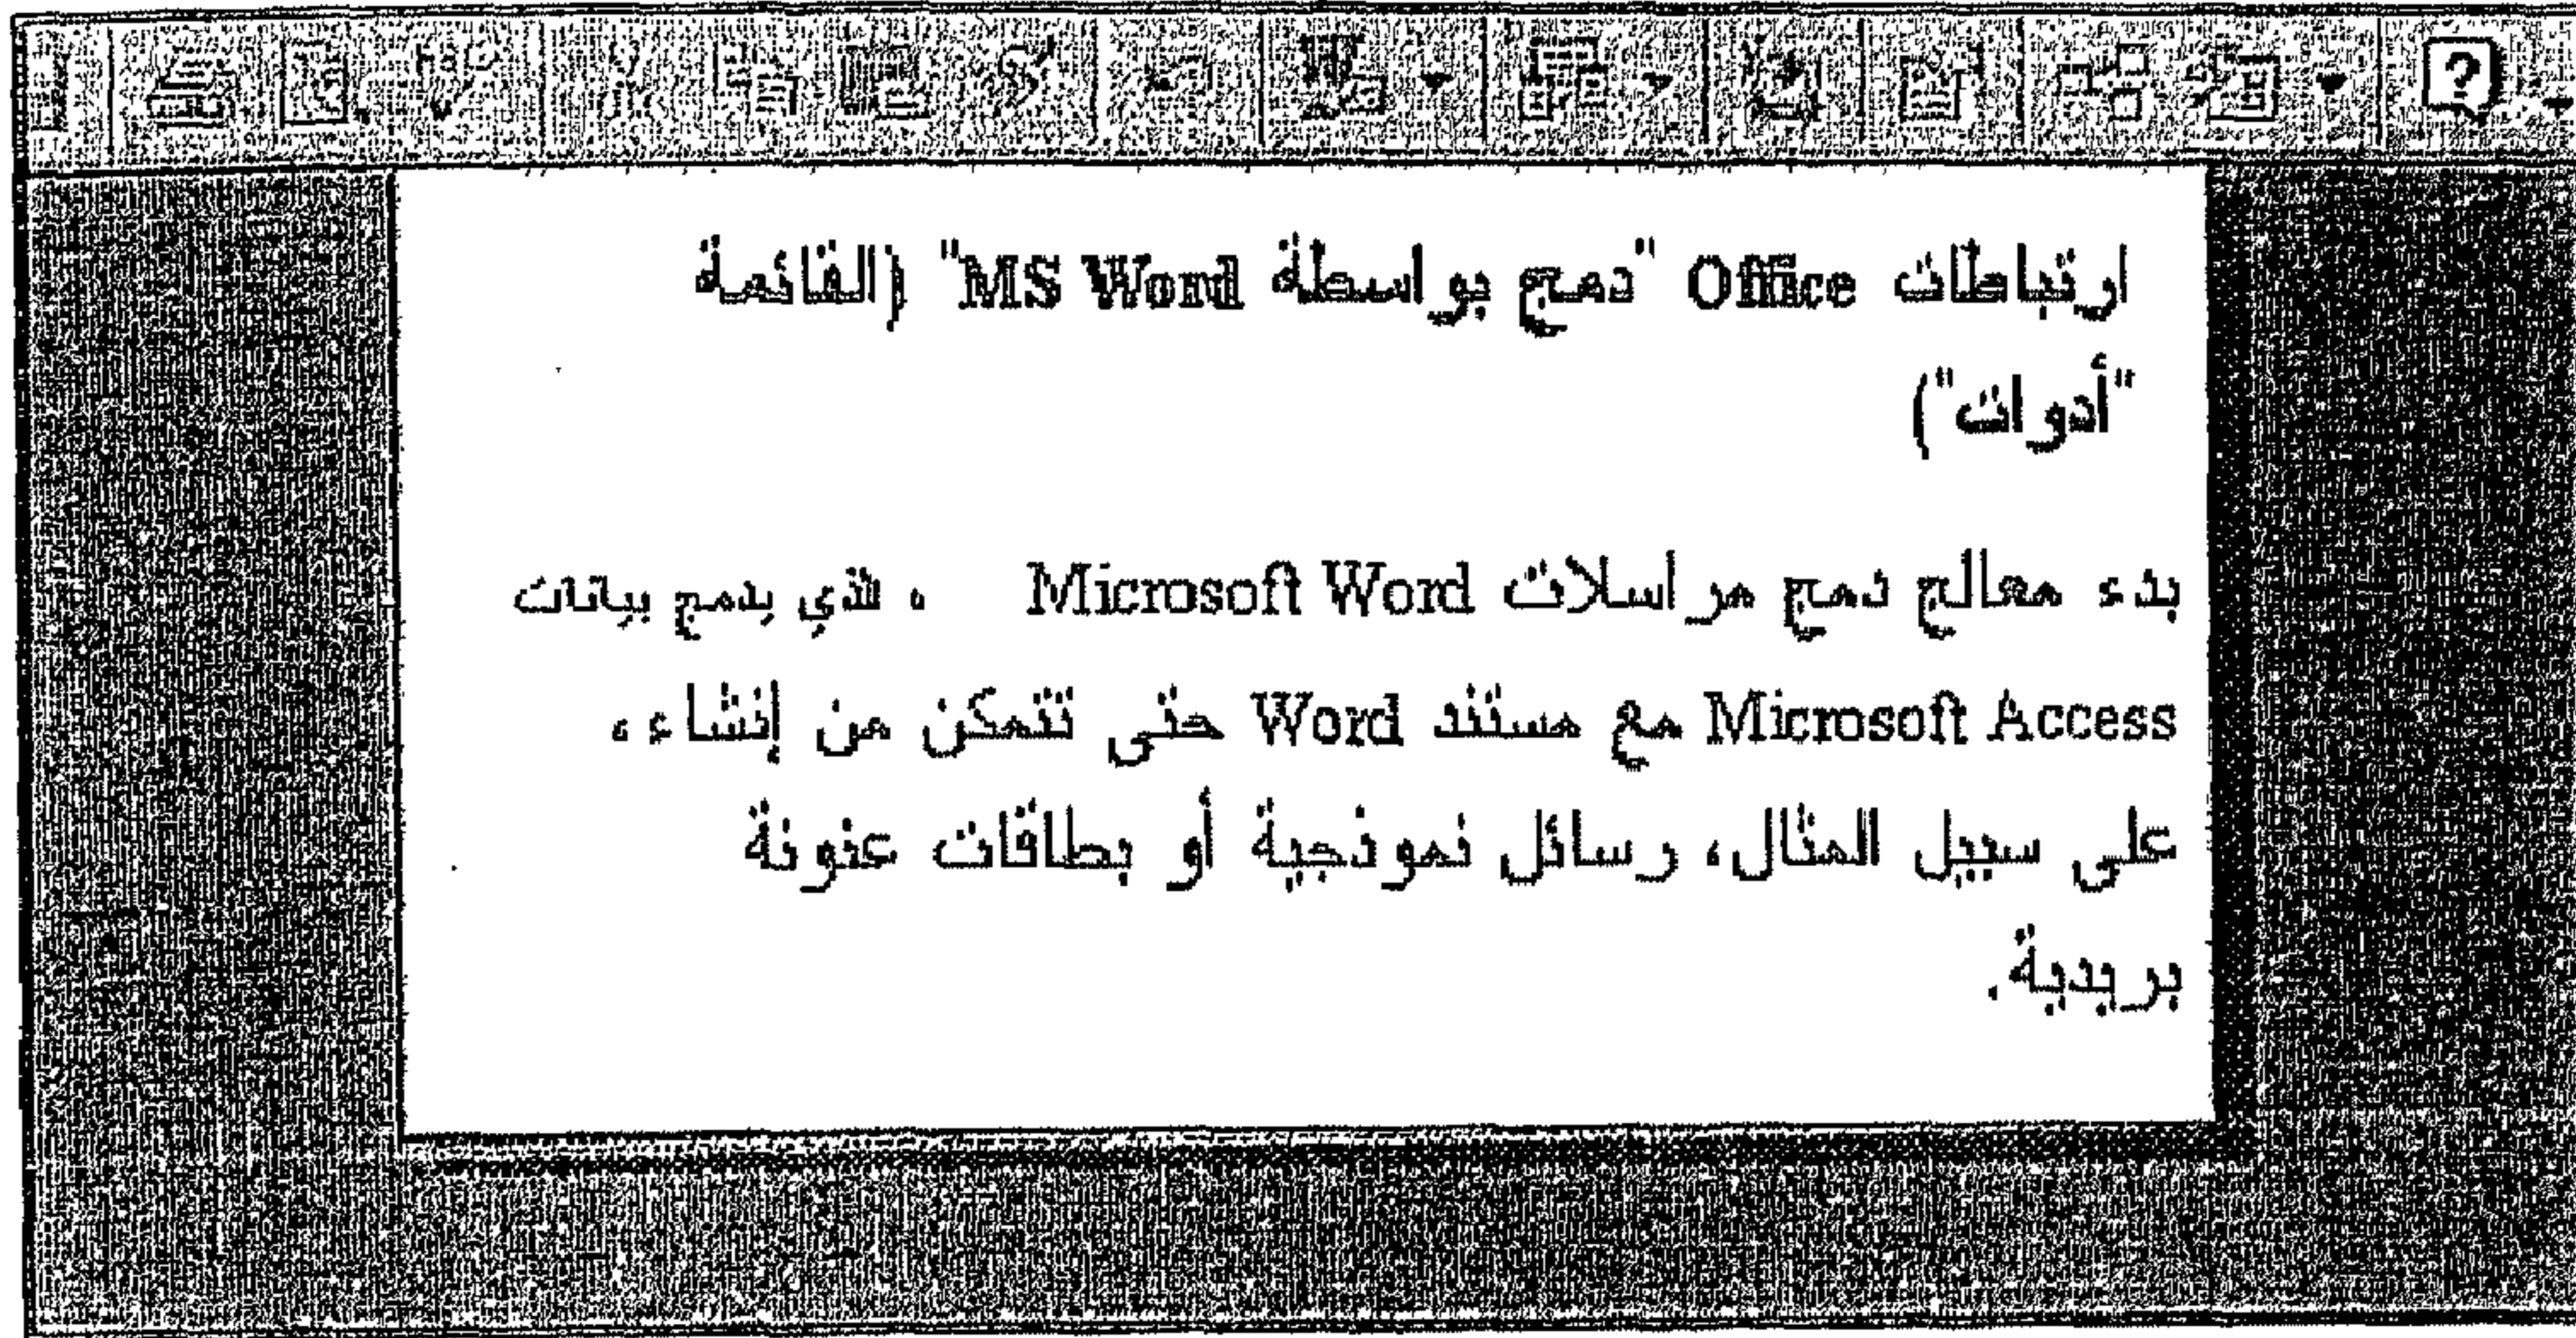 ارتباطات Office "دمج بواسطة MS Word" (القائمة
"أدوات")
بدء معالج دمج مراسلات Microsoft Word ، الذي يدمج بيانات
Microsoft Access مع مستند Word حتى تتمكن من إنشاء،
على سبيل المثال، رسائل نموذجية أو بطاقات عنونة
بريدية.